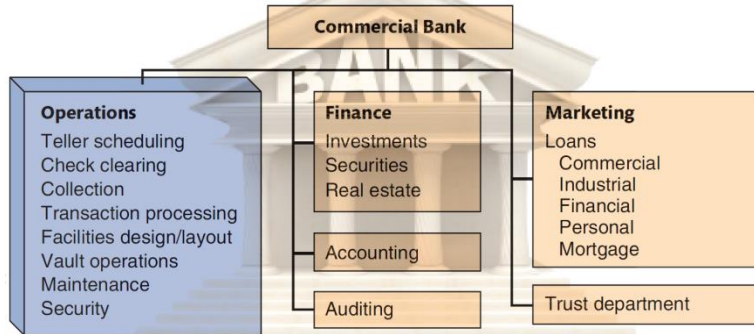 Commercial Bank
BANK
Operations
Teller scheduling
Check clearing
Collection
Transaction processing
Facilities design/layout
Vault operations
Maintenance
Security
Finance
Investments
Securities
Real estate
Accounting
Auditing
Marketing
Loans
Commercial
Industrial
Financial
Personal
Mortgage
Trust department